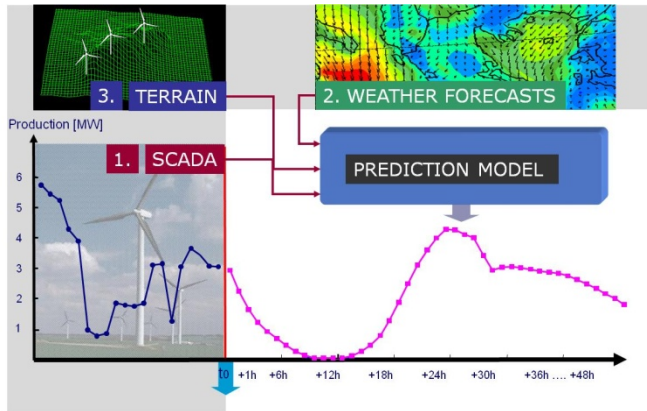 3. TERRAIN
2. WEATHER FORECASTS
Production [MW]
1. SCADA
PREDICTION MODEL
6
5
4
3
2
1
t0 +1h +6h +12h +18h +24h +30h +36h .... +48h